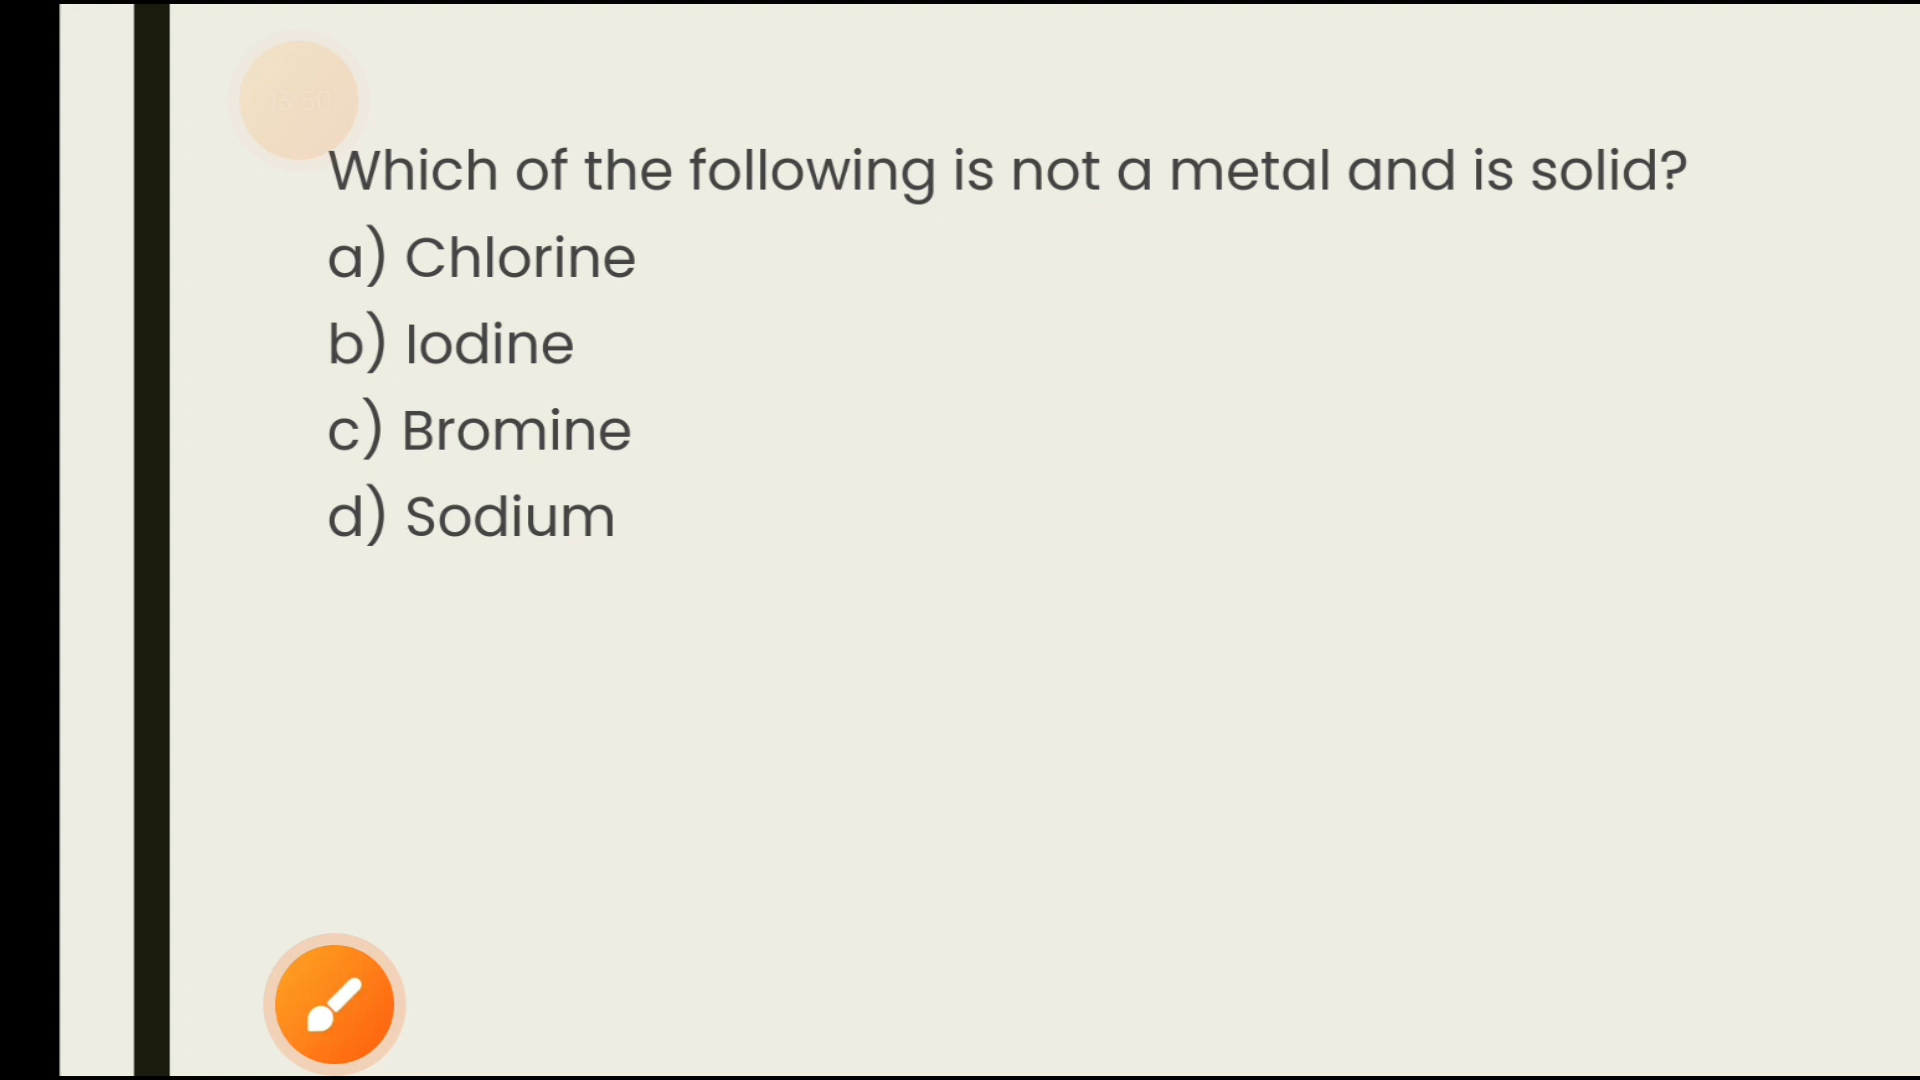 Which of the following is not a metal and is solid?
a) Chlorine
b) Iodine
c) Bromine
d) Sodium